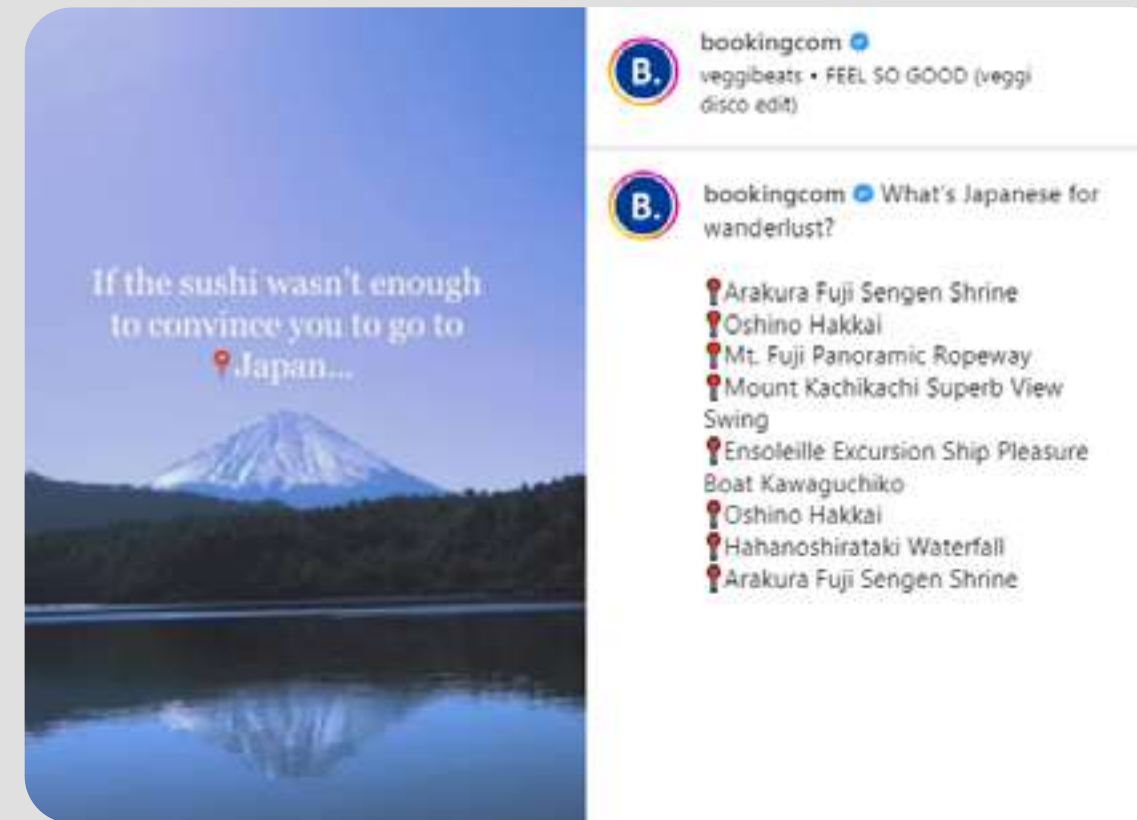 If the sushi wasn't enough
to convince you to go to
📍Japan...
B.
bookingcom
veggibeats • FEEL SO GOOD (veggi
disco edit)
B.
bookingcom What's Japanese for
wanderlust?
📍Arakura Fuji Sengen Shrine
📍Oshino Hakkai
📍Mt. Fuji Panoramic Ropeway
📍Mount Kachikachi Superb View
Swing
📍Ensoleille Excursion Ship Pleasure
Boat Kawaguchiko
📍Oshino Hakkai
📍Hahanoshirataki Waterfall
📍Arakura Fuji Sengen Shrine